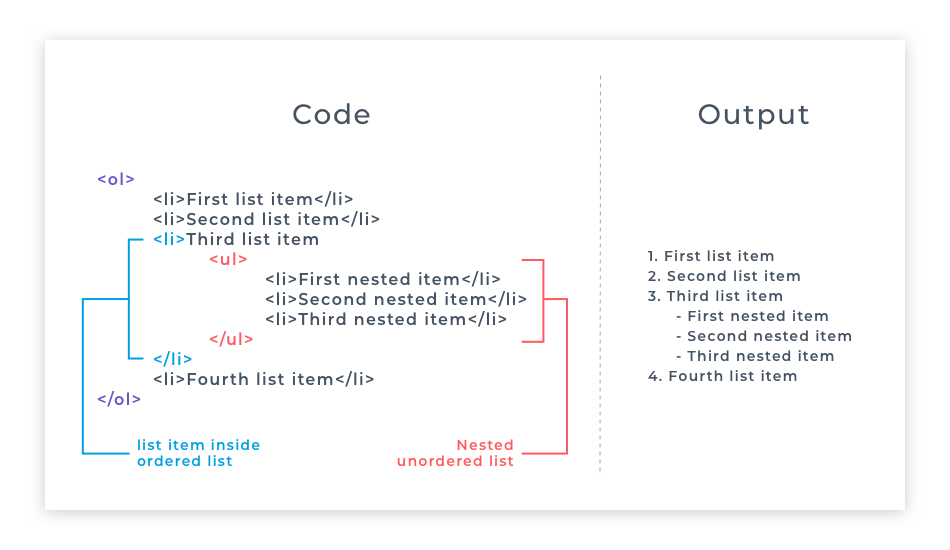 Code
<ol>
<li>First list item</li>
<li>Second list item</li>
<li>Third list item
<ul>
<li>First nested item</li>
<li>Second nested item</li>
<li>Third nested item</li>
</ul>
</li>
<li>Fourth list item</li>
</ol>
list item inside
ordered list
Nested
unordered list
Output
1. First list item
2. Second list item
3. Third list item
- First nested item
- Second nested item
- Third nested item
4. Fourth list item